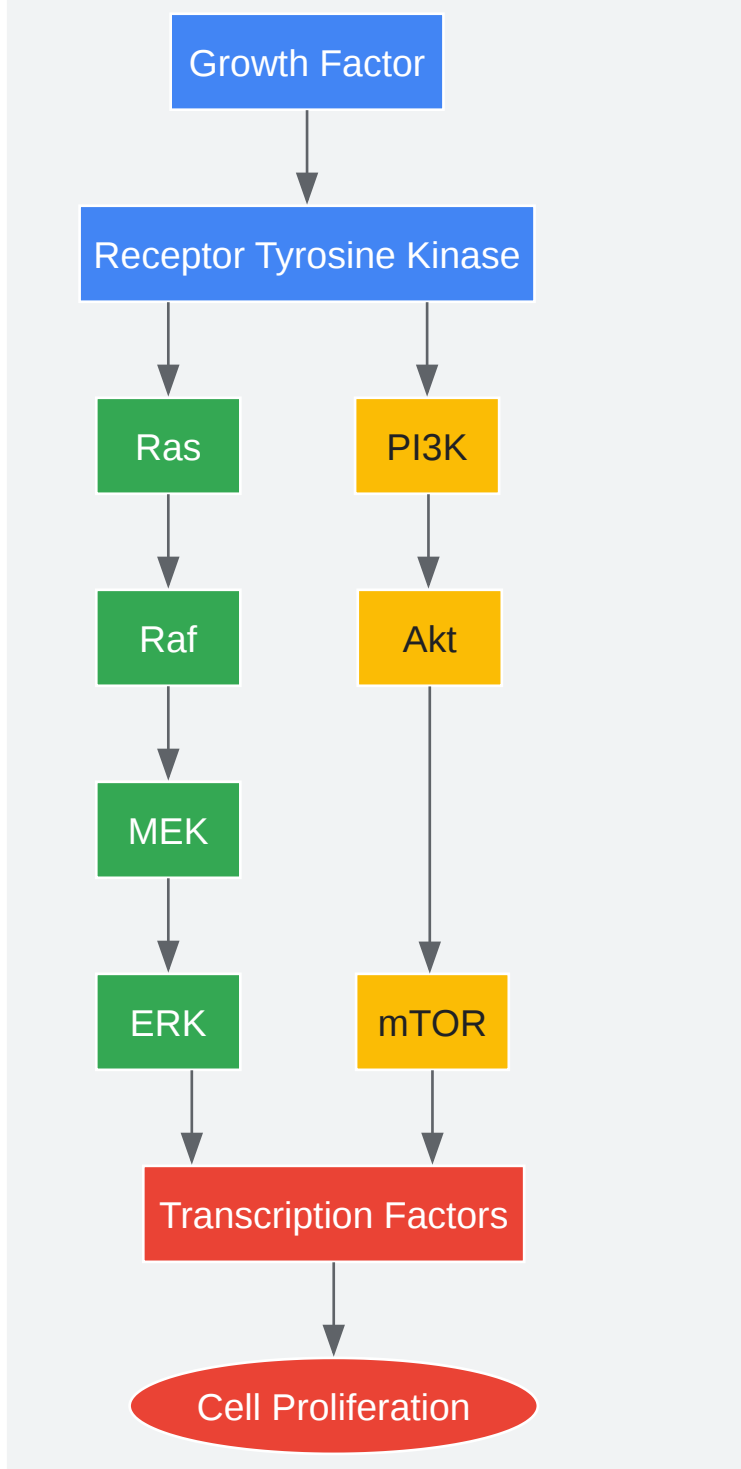 Growth Factor
Receptor Tyrosine Kinase
Ras
PI3K
Raf
Akt
MEK
ERK
mTOR
Transcription Factors
Cell Proliferation